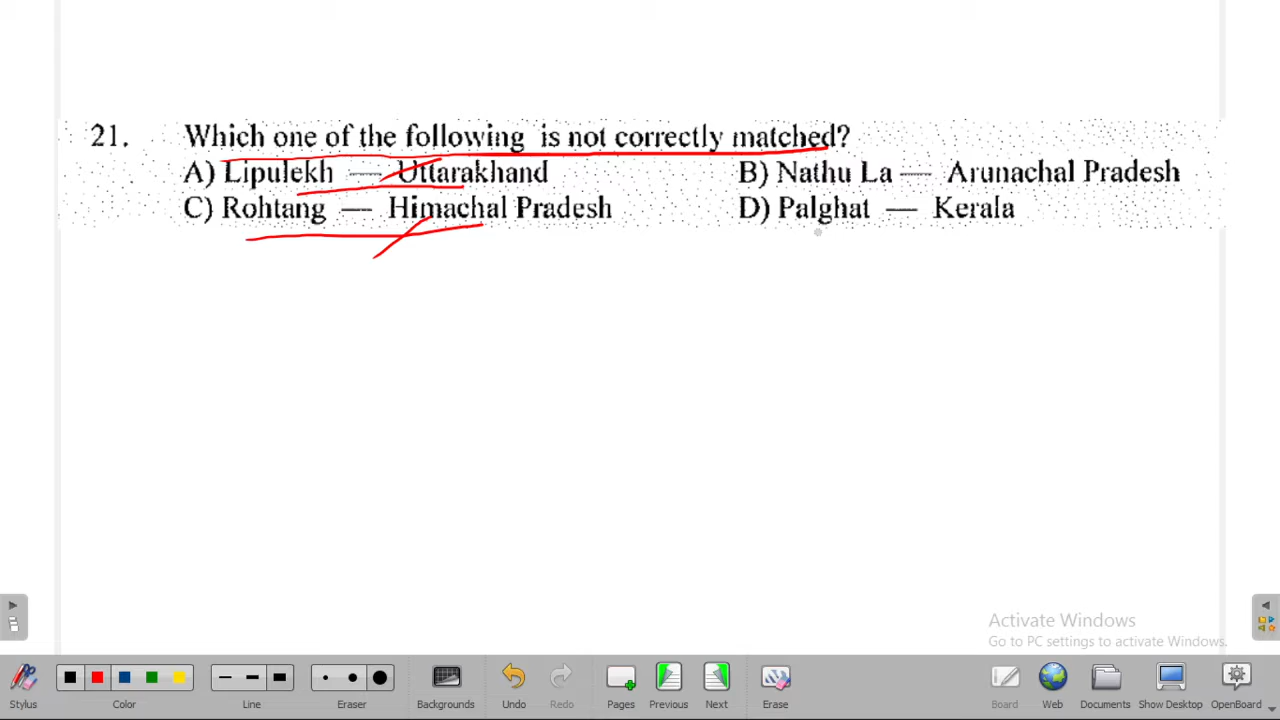 21. Which one of the following is not correctly matched?
A) Lipulekh — Uttarakhand B) Nathu La — Arunachal Pradesh
C) Rohtang — Himachal Pradesh D) Palghat — Kerala
Activate Windows
Go to PC settings to activate Windows.
Stylus Color Line Eraser Backgrounds Undo Redo Pages Previous Next Erase Board Web Documents Show Desktop OpenBoard